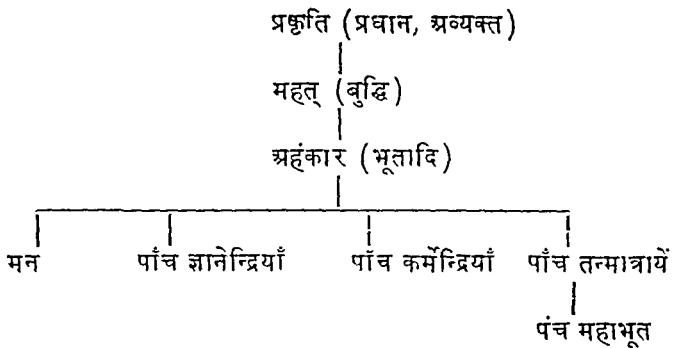 प्रकृति (प्रधान, अव्यक्त)
महत् (बुद्धि)
अहंकार (भूतादि)
मन पाँच ज्ञानेन्द्रियाँ पाँच कर्मेन्द्रियाँ पाँच तन्मात्रायें
पंच महाभूत